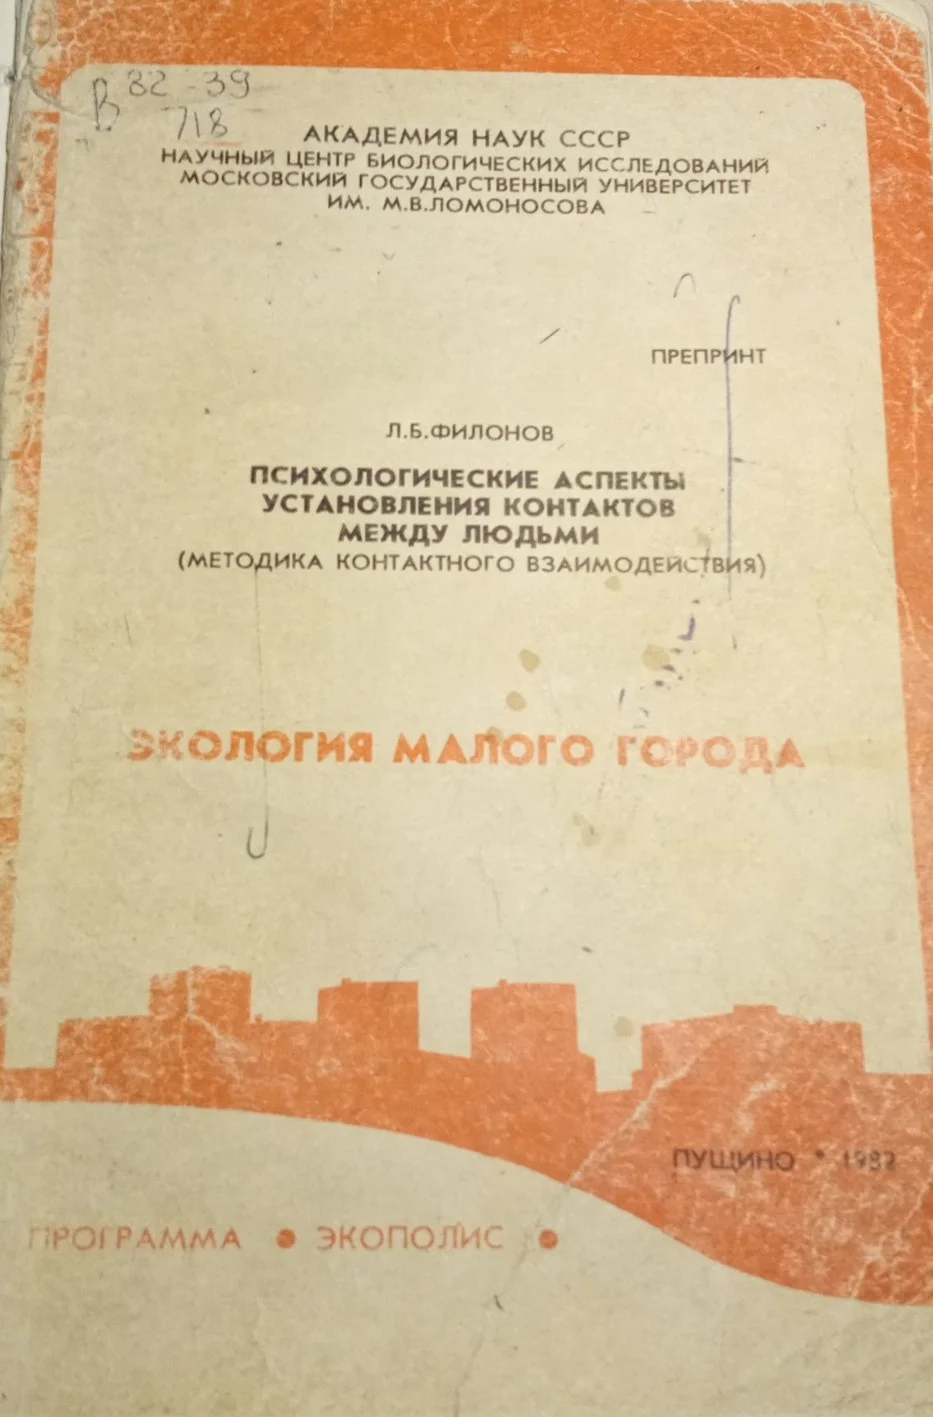 В 82-39
718
АКАДЕМИЯ НАУК СССР
НАУЧНЫЙ ЦЕНТР БИОЛОГИЧЕСКИХ ИССЛЕДОВАНИЙ
МОСКОВСКИЙ ГОСУДАРСТВЕННЫЙ УНИВЕРСИТЕТ
ИМ. М.В.ЛОМОНОСОВА
ПРЕПРИНТ
Л.Б.ФИЛОНОВ
ПСИХОЛОГИЧЕСКИЕ АСПЕКТЫ
УСТАНОВЛЕНИЯ КОНТАКТОВ
МЕЖДУ ЛЮДЬМИ
(МЕТОДИКА КОНТАКТНОГО ВЗАИМОДЕЙСТВИЯ)
ЭКОЛОГИЯ МАЛОГО ГОРОДА
ПУЩИНО • 1982
ПРОГРАММА • ЭКОПОЛИС •